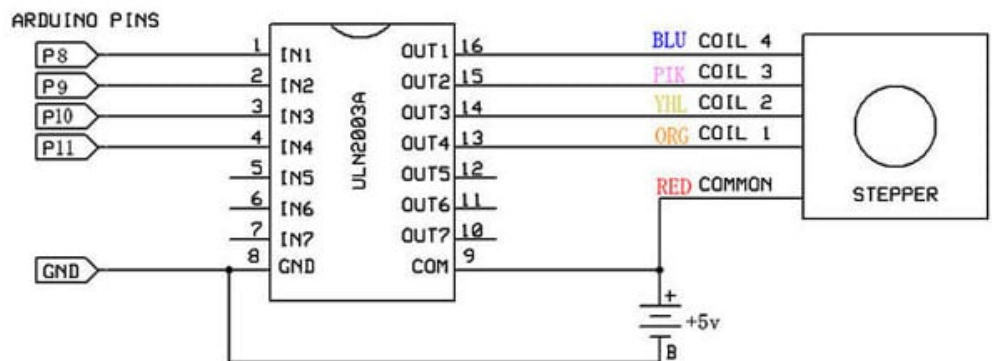 ARDUINO PINS
P8 1 IN1 OUT1 16 BLU COIL 4
P9 2 IN2 OUT2 15 PIK COIL 3
P10 3 IN3 OUT3 14 YHL COIL 2
P11 4 IN4 OUT4 13 ORG COIL 1
5 IN5 OUT5 12
6 IN6 OUT6 11 RED COMMON
7 IN7 OUT7 10
GND 8 GND COM 9
ULN2003A
STEPPER
+
+5v
B